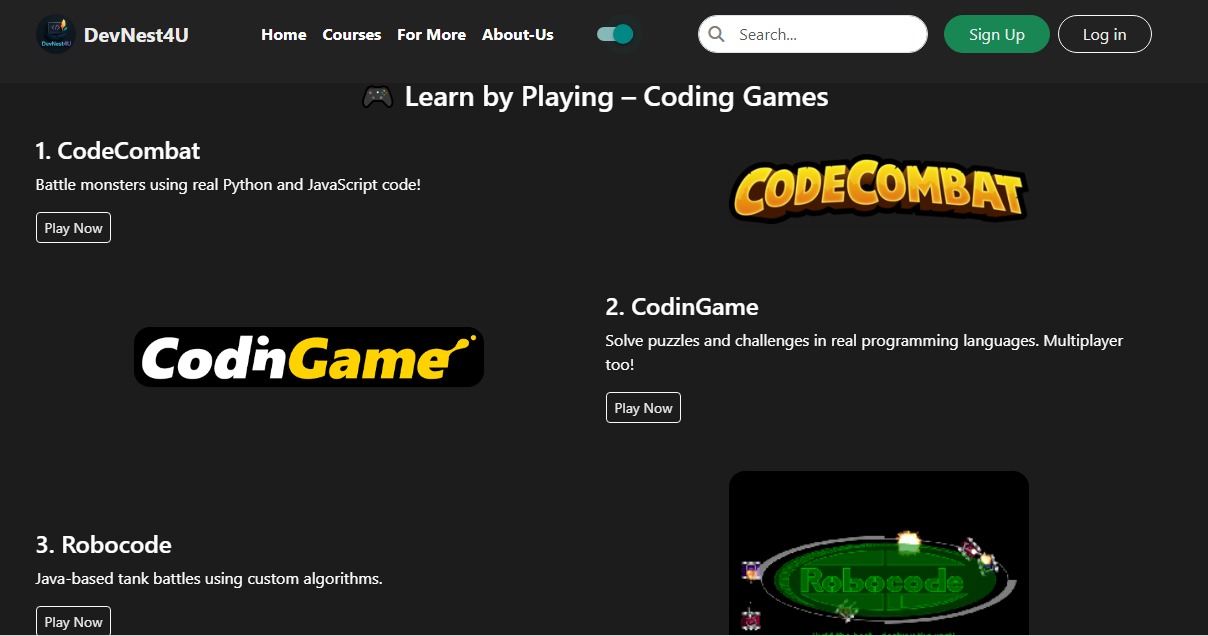 DevNest4U
DevNest4U
Home Courses For More About-Us
Search...
Sign Up
Log in
🎮 Learn by Playing – Coding Games
1. CodeCombat
Battle monsters using real Python and JavaScript code!
Play Now
CODECOMBAT
CodinGame
2. CodinGame
Solve puzzles and challenges in real programming languages. Multiplayer
too!
Play Now
3. Robocode
Java-based tank battles using custom algorithms.
Play Now
Robocode